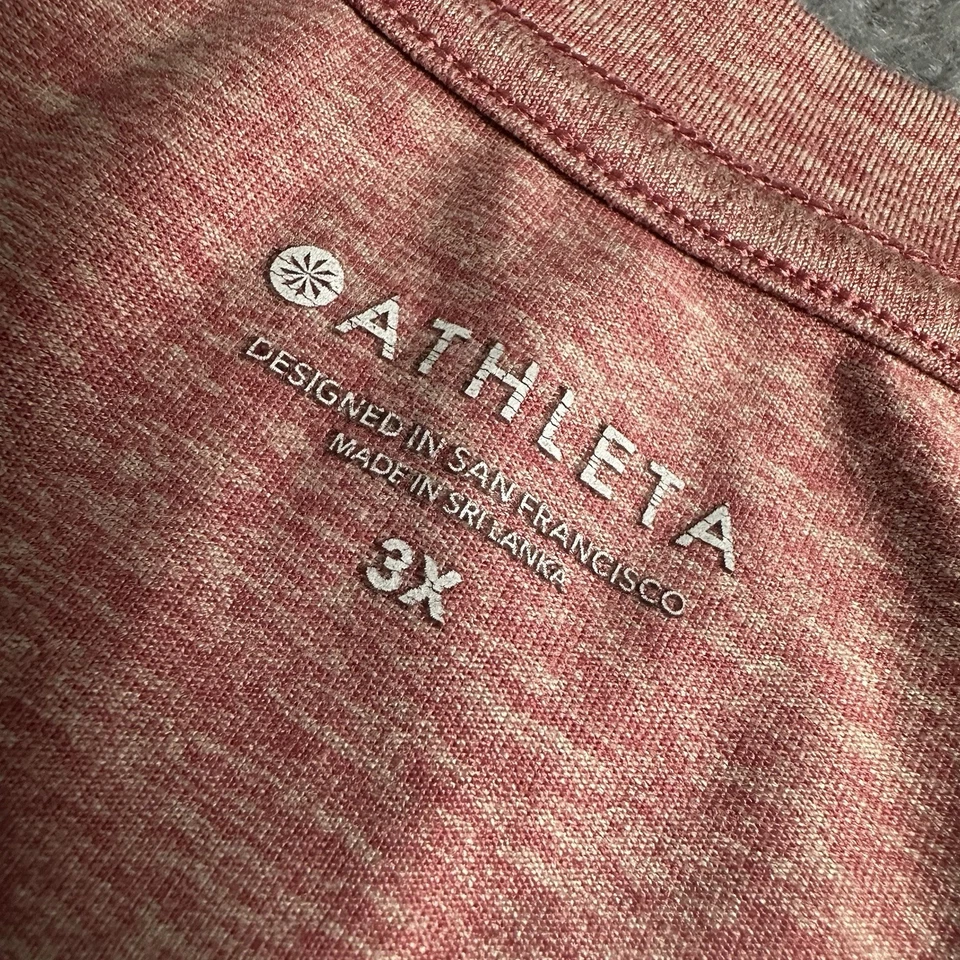 ATHLETA
DESIGNED IN SAN FRANCISCO
MADE IN SRI LANKA
3X